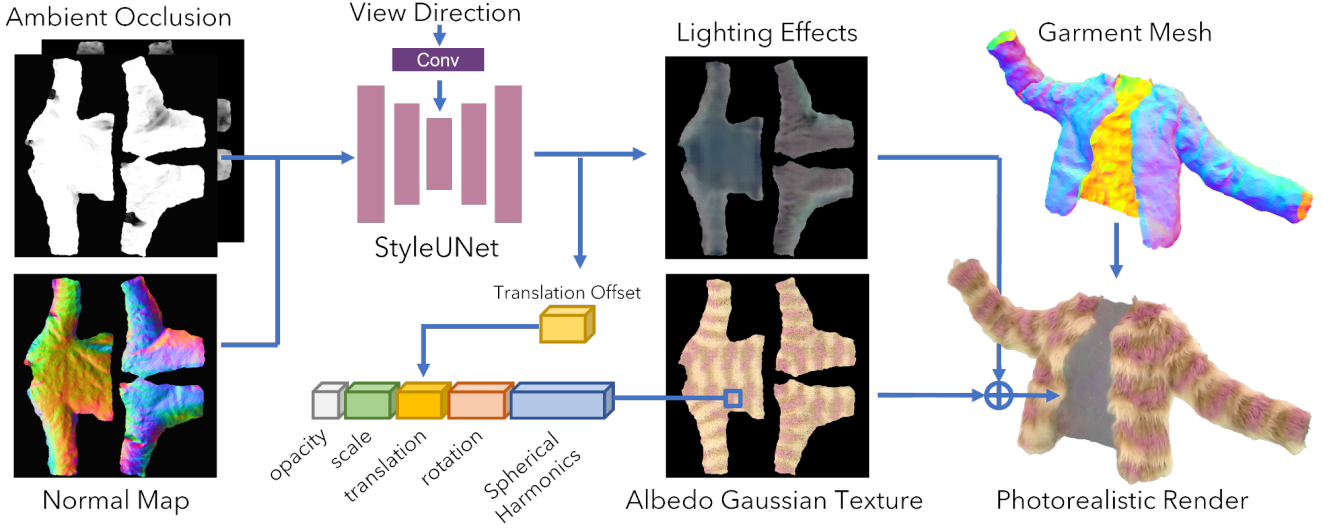 Ambient Occlusion
View Direction
Conv
StyleUNet
Lighting Effects
Garment Mesh
Translation Offset
opacity
scale
translation
rotation
Spherical
Harmonics
Normal Map
Albedo Gaussian Texture
Photorealistic Render